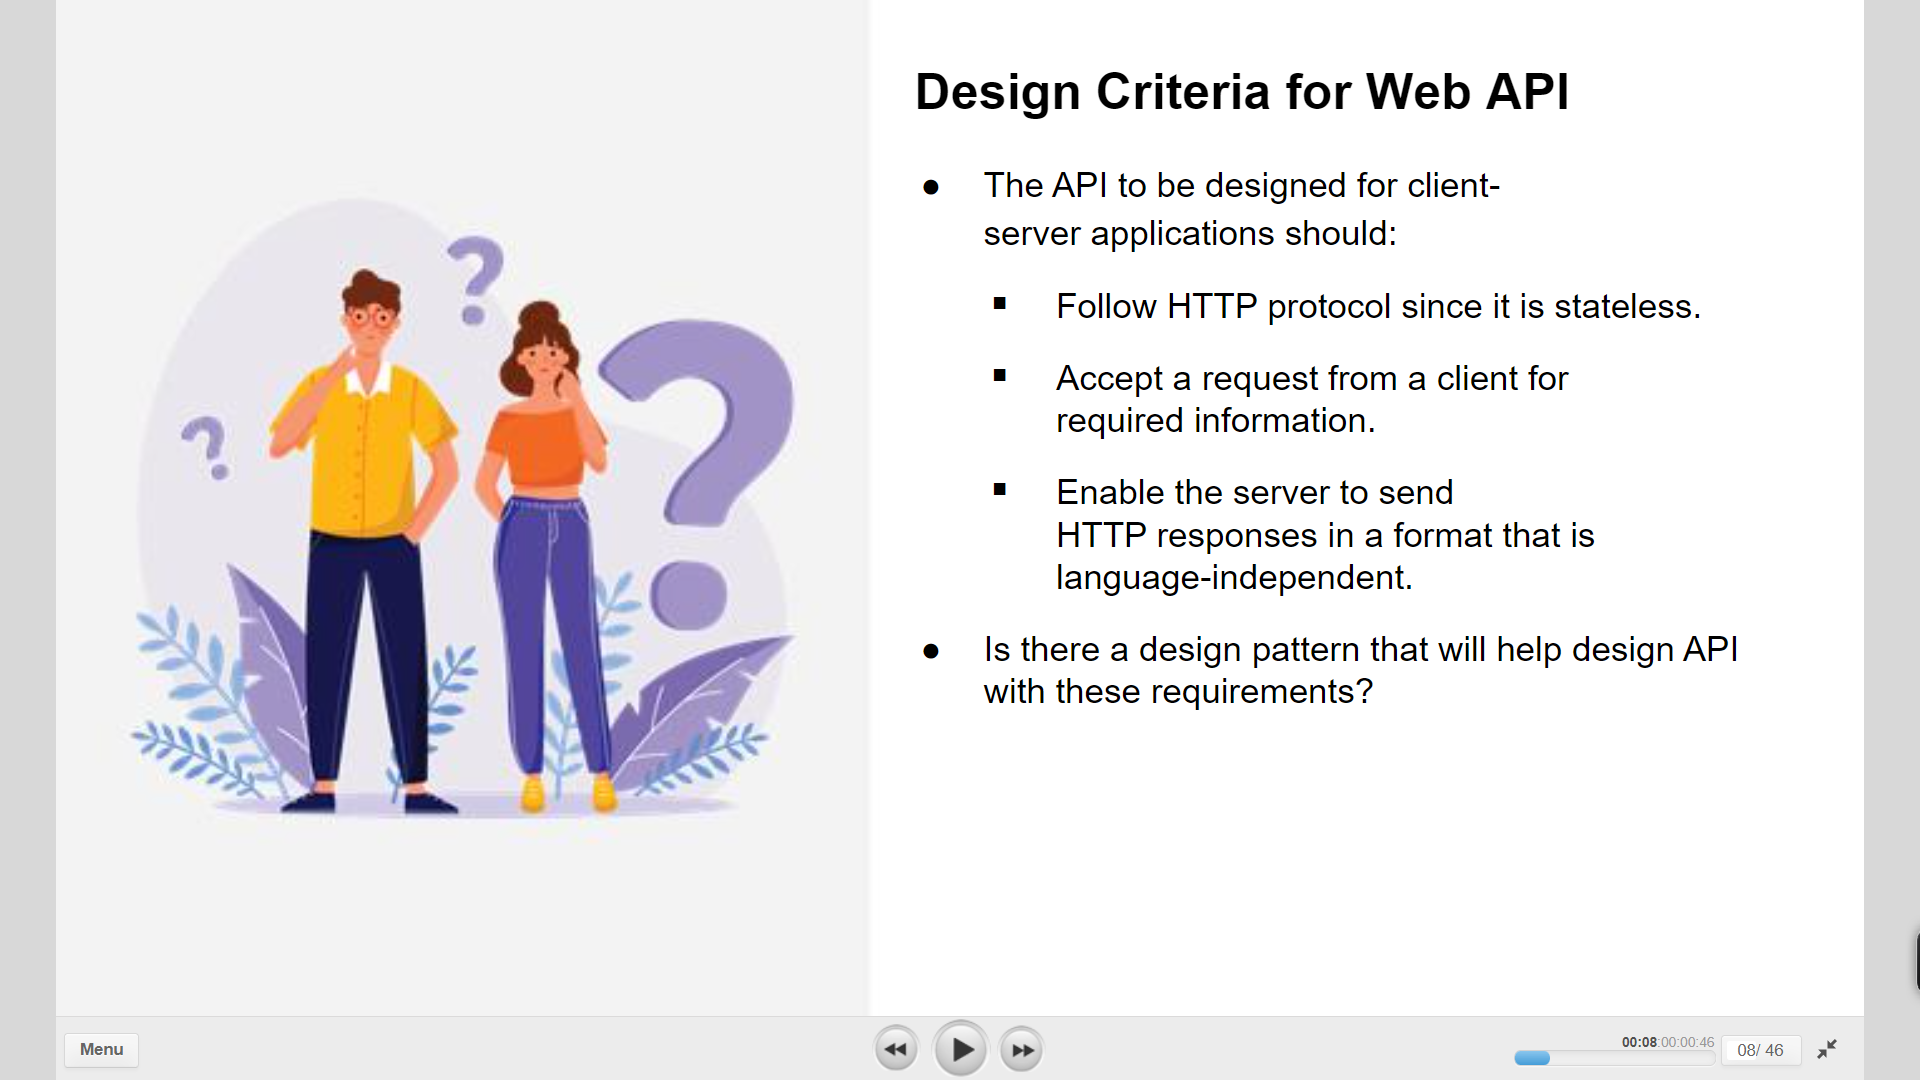 Design Criteria for Web API
● The API to be designed for client-
server applications should:
▪ Follow HTTP protocol since it is stateless.
▪ Accept a request from a client for
required information.
▪ Enable the server to send
HTTP responses in a format that is
language-independent.
● Is there a design pattern that will help design API
with these requirements?
? ? ?
Menu
00:08:00:00:46
08/ 46